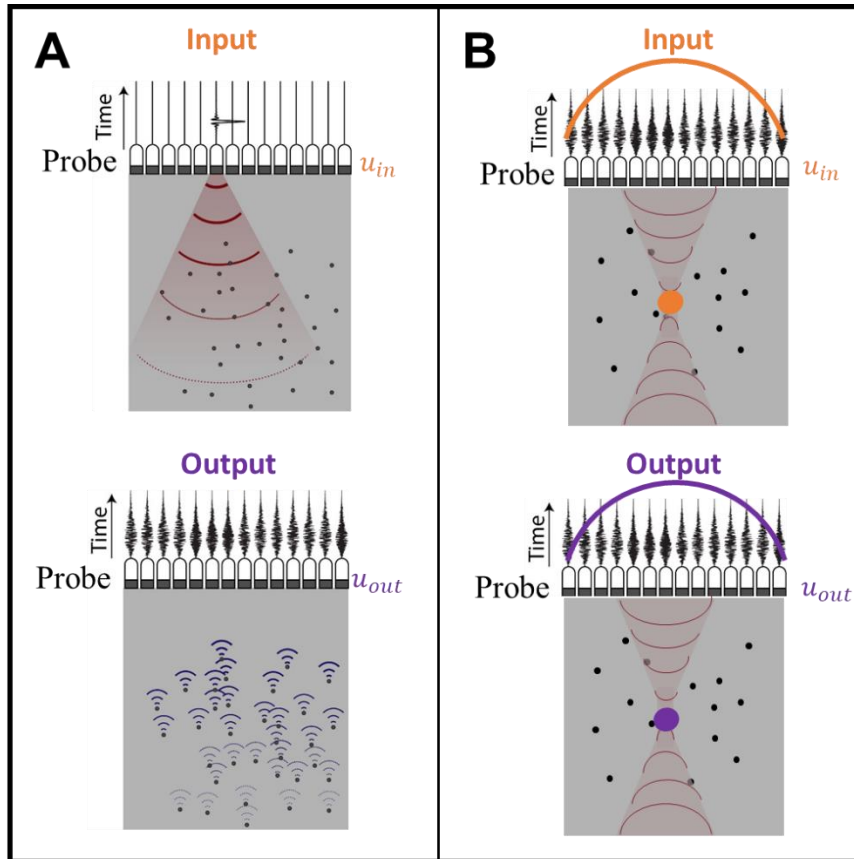 A
Input
Time
Probe
u_in
Output
Time
Probe
u_out
B
Input
Time
Probe
u_in
Output
Time
Probe
u_out